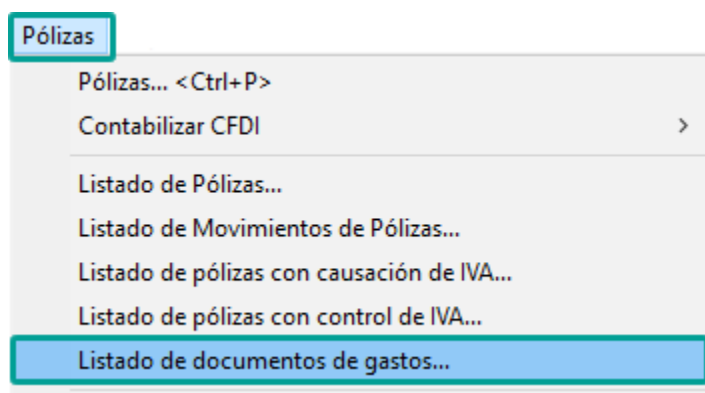 Pólizas
Pólizas... <Ctrl+P>
Contabilizar CFDI
Listado de Pólizas...
Listado de Movimientos de Pólizas...
Listado de pólizas con causación de IVA...
Listado de pólizas con control de IVA...
Listado de documentos de gastos...